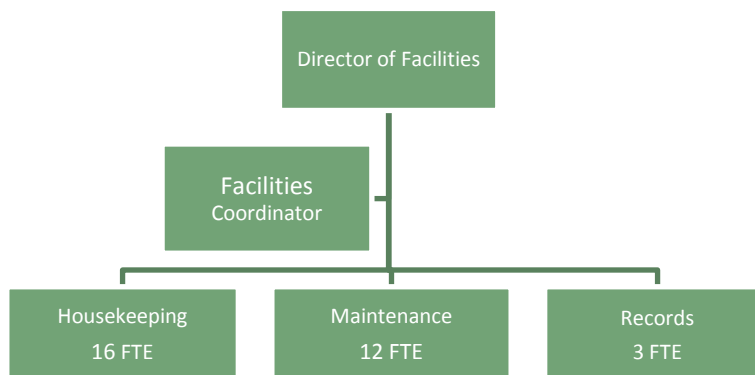 Director of Facilities
Facilities
Coordinator
Housekeeping
16 FTE
Maintenance
12 FTE
Records
3 FTE